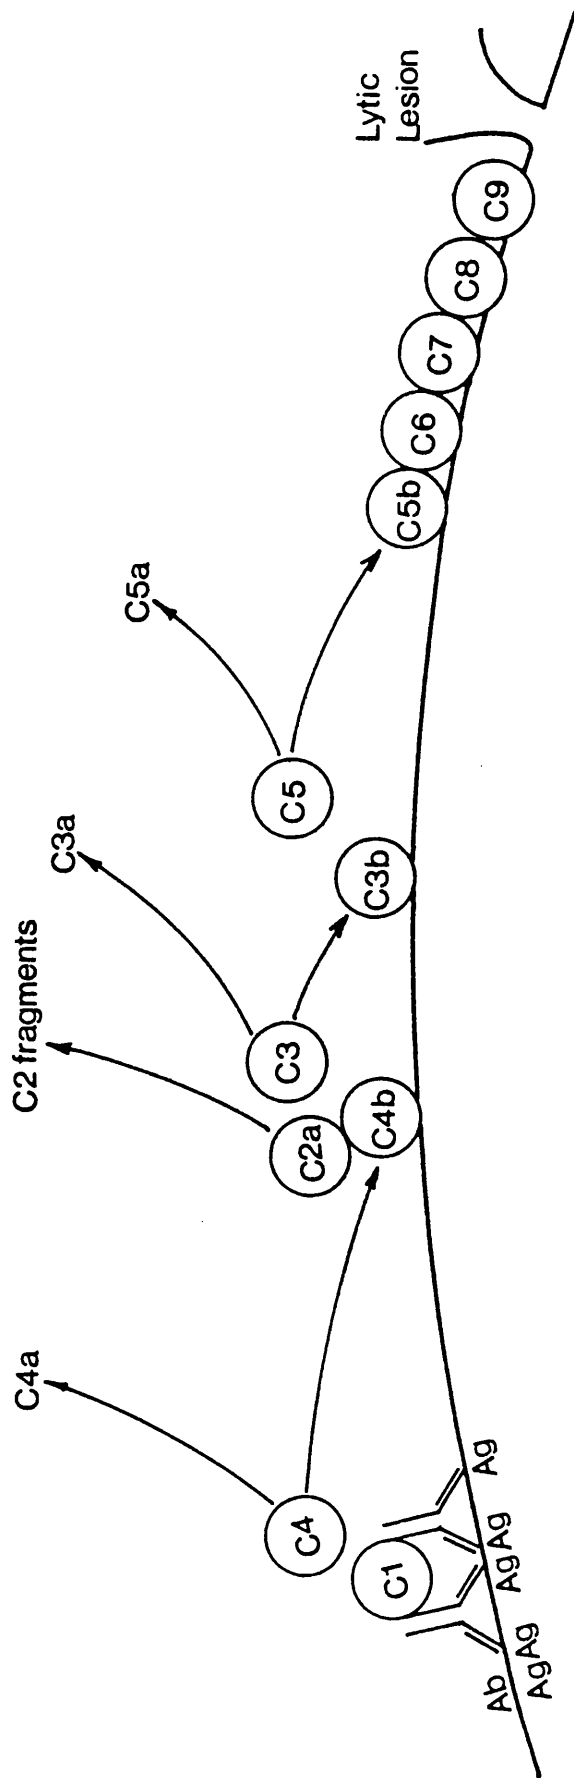 C4a
C2 fragments
C3a
C5a
C4
C2a
C3
C5
Lytic
Lesion
C1
C4b
C3b
C5b
C6
C7
C8
C9
Ab
Ag
Ag
Ag
Ag
Ag